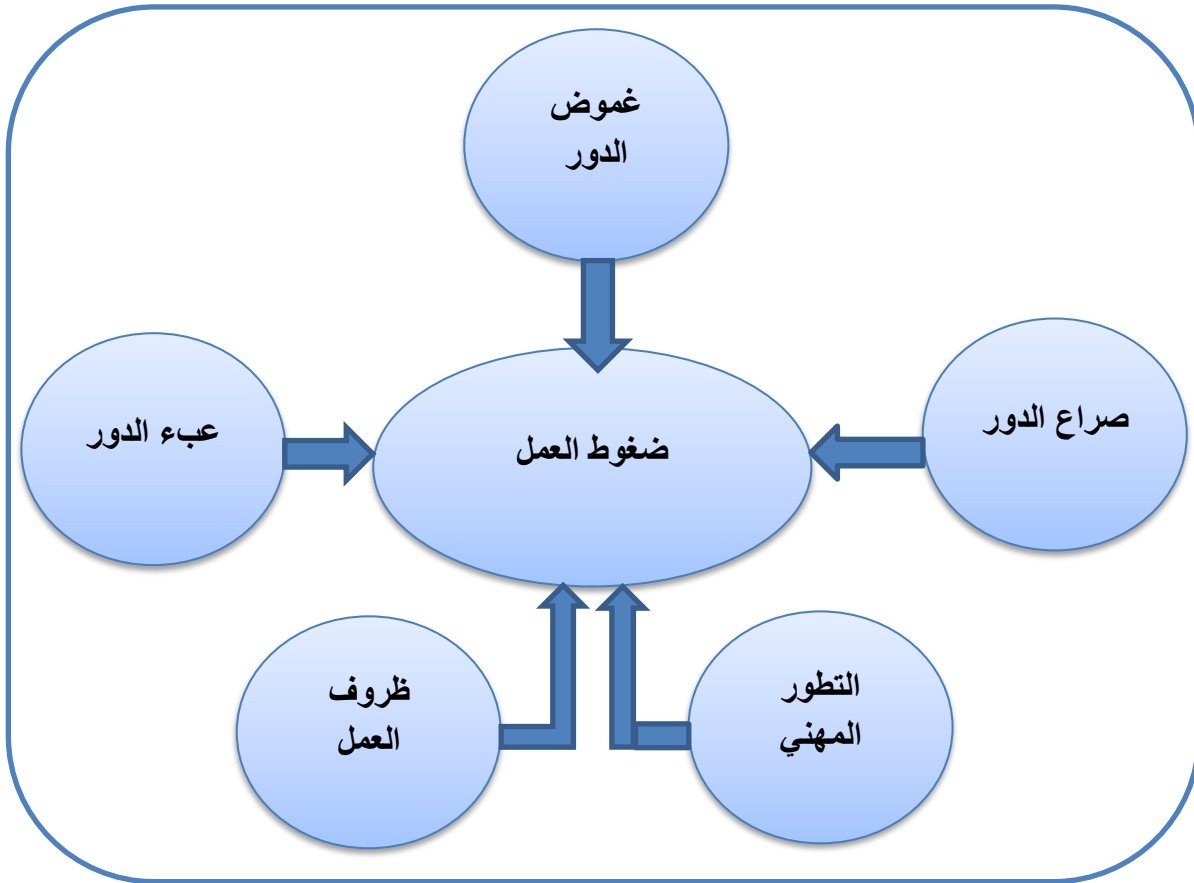 غموض
الدور
صراع الدور
ضغوط العمل
عبء الدور
التطور
المهني
ظروف
العمل